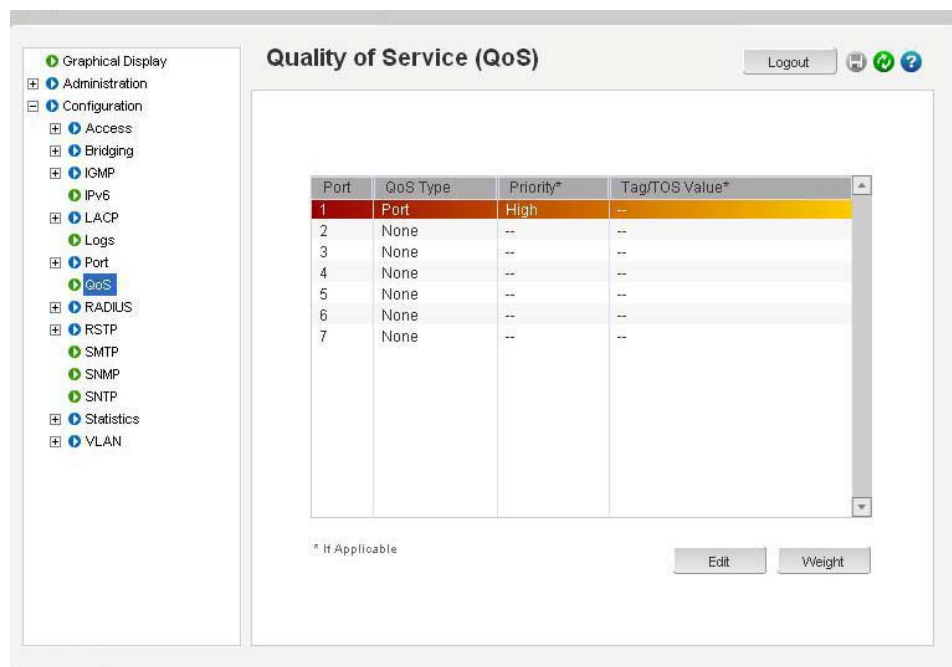 Graphical Display
Administration
Configuration
Access
Bridging
IGMP
IPv6
LACP
Logs
Port
QoS
RADIUS
RSTP
SMTP
SNMP
SNTP
Statistics
VLAN
Quality of Service (QoS)
Logout
Port QoS Type Priority* Tag/TOS Value*
1 Port High --
2 None -- --
3 None -- --
4 None -- --
5 None -- --
6 None -- --
7 None -- --
* If Applicable
Edit Weight